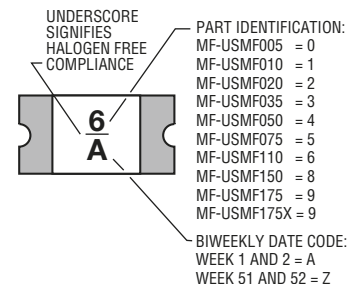 UNDERSCORE
SIGNIFIES
HALOGEN FREE
COMPLIANCE
6
A
PART IDENTIFICATION:
MF-USMF005 = 0
MF-USMF010 = 1
MF-USMF020 = 2
MF-USMF035 = 3
MF-USMF050 = 4
MF-USMF075 = 5
MF-USMF110 = 6
MF-USMF150 = 8
MF-USMF175 = 9
MF-USMF175X = 9
BIWEEKLY DATE CODE:
WEEK 1 AND 2 = A
WEEK 51 AND 52 = Z